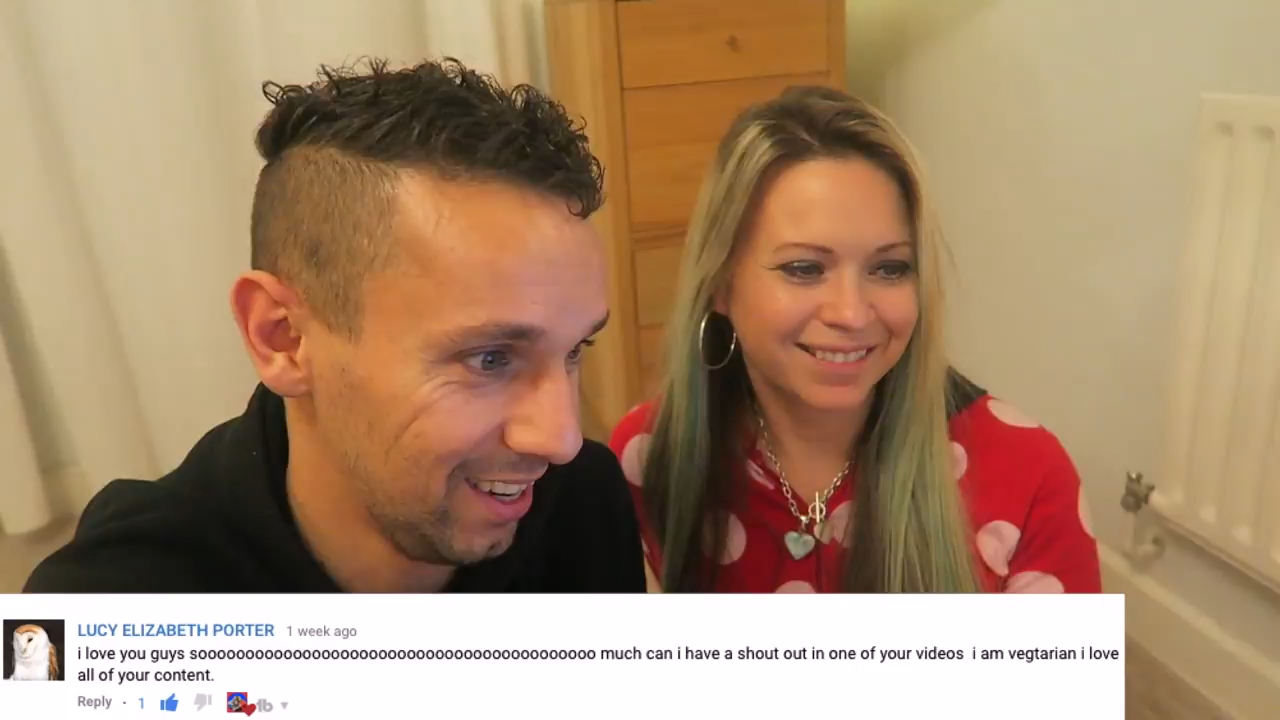 LUCY ELIZABETH PORTER 1 week ago
i love you guys soooooooooooooooooooooooooooooooooooooooooo much can i have a shout out in one of your videos i am vegtarian i love
all of your content.
Reply · 1